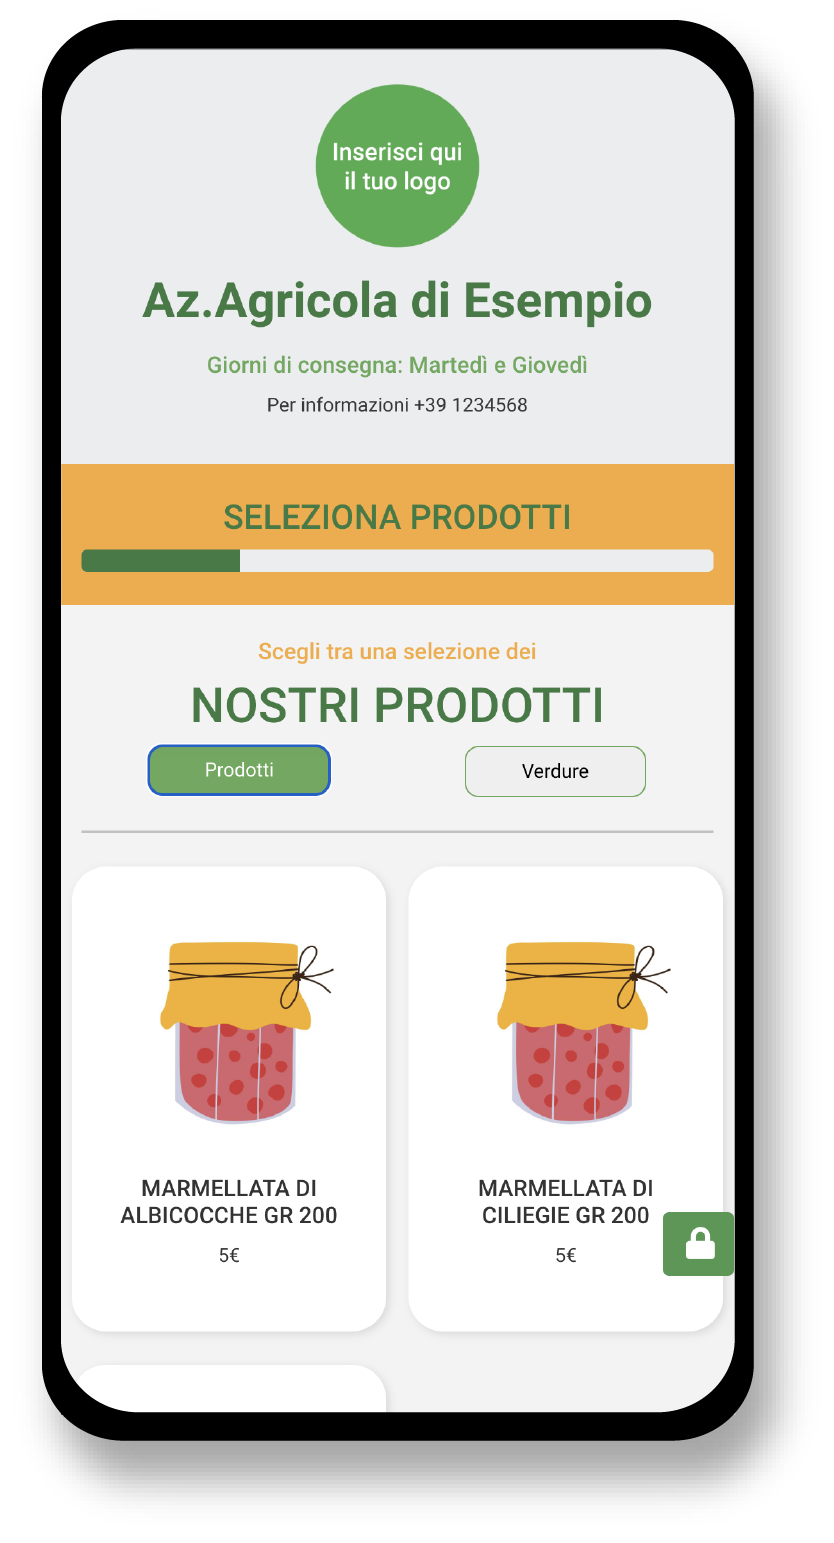 Inserisci qui
il tuo logo
Az.Agricola di Esempio
Giorni di consegna: Martedì e Giovedì
Per informazioni +39 1234568
SELEZIONA PRODOTTI
Scegli tra una selezione dei
NOSTRI PRODOTTI
Prodotti
Verdure
MARMELLATA DI
ALBICOCCHE GR 200
5€
MARMELLATA DI
CILIEGIE GR 200
5€